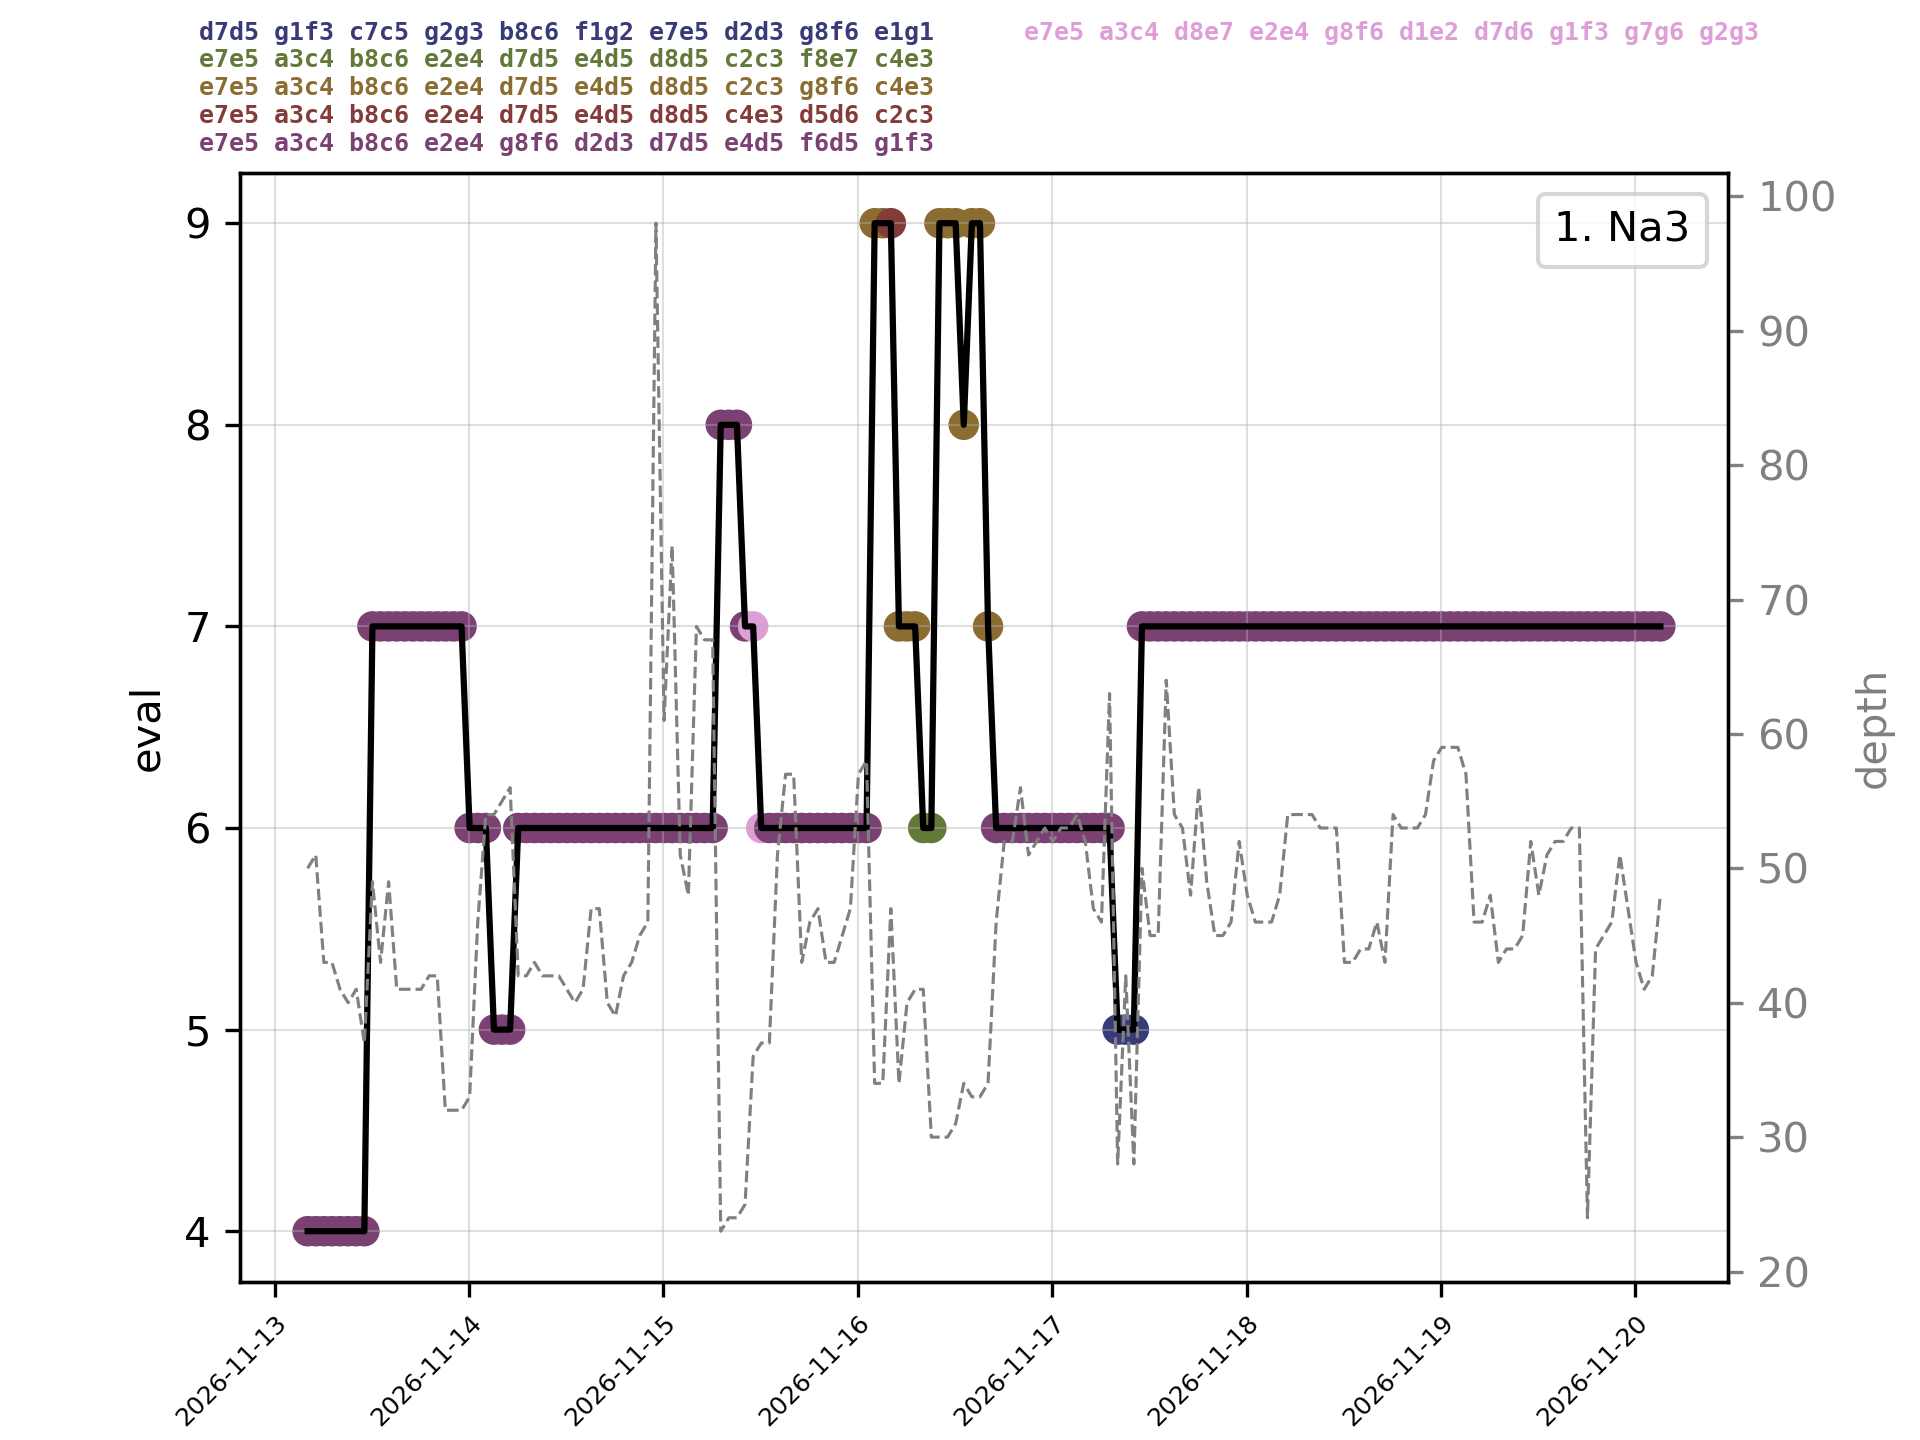 d7d5 g1f3 c7c5 g2g3 b8c6 f1g2 e7e5 d2d3 g8f6 e1g1
e7e5 a3c4 b8c6 e2e4 d7d5 e4d5 d8d5 c2c3 f8e7 c4e3
e7e5 a3c4 b8c6 e2e4 d7d5 e4d5 d8d5 c2c3 g8f6 c4e3
e7e5 a3c4 b8c6 e2e4 d7d5 e4d5 d8d5 c4e3 d5d6 c2c3
e7e5 a3c4 b8c6 e2e4 g8f6 d2d3 d7d5 e4d5 f6d5 g1f3
e7e5 a3c4 d8e7 e2e4 g8f6 d1e2 d7d6 g1f3 g7g6 g2g3
1. Na3
eval
9
8
7
6
5
4
depth
100
90
80
70
60
50
40
30
20
2026-11-13
2026-11-14
2026-11-15
2026-11-16
2026-11-17
2026-11-18
2026-11-19
2026-11-20